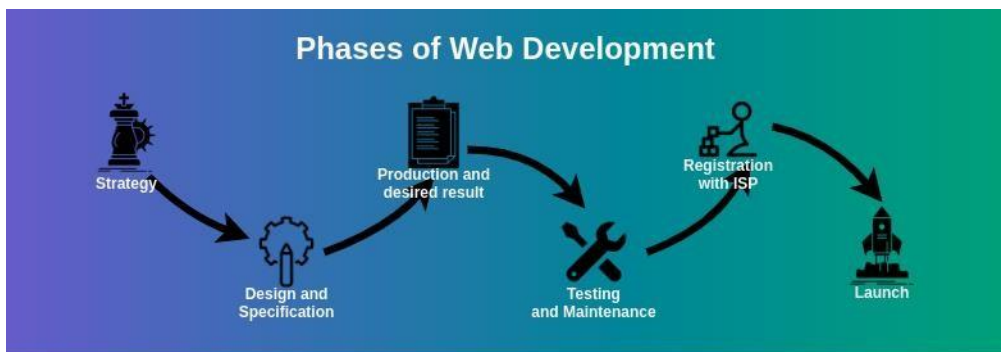 Phases of Web Development
Strategy
Design and
Specification
Production and
desired result
Testing
and Maintenance
Registration
with ISP
Launch